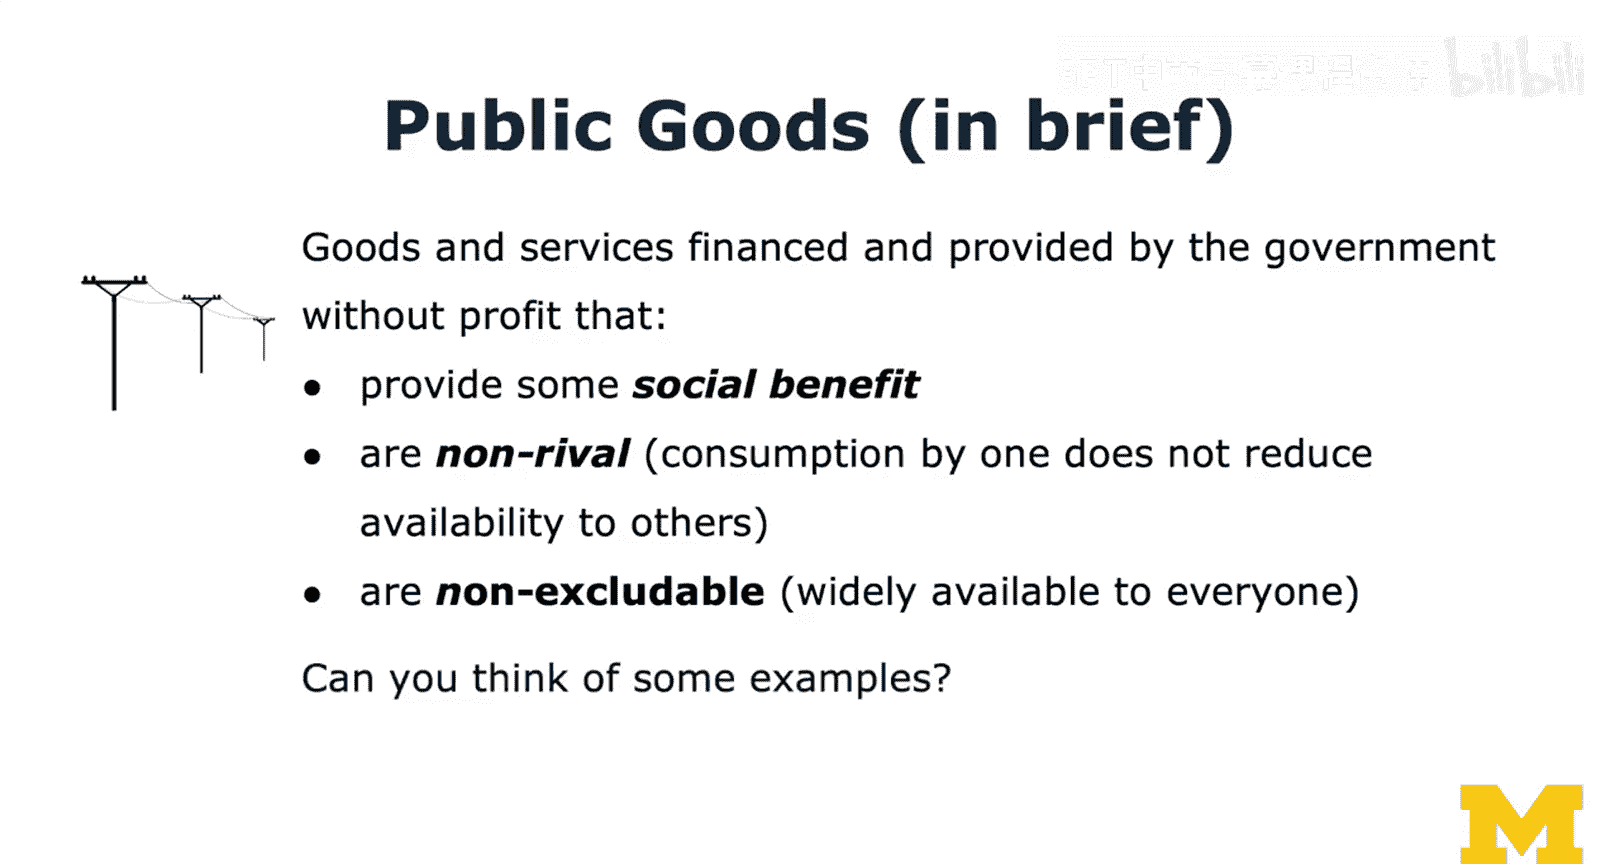 bilibili
Public Goods (in brief)
Goods and services financed and provided by the government
without profit that:
● provide some social benefit
● are non-rival (consumption by one does not reduce
availability to others)
● are non-excludable (widely available to everyone)
Can you think of some examples?
M